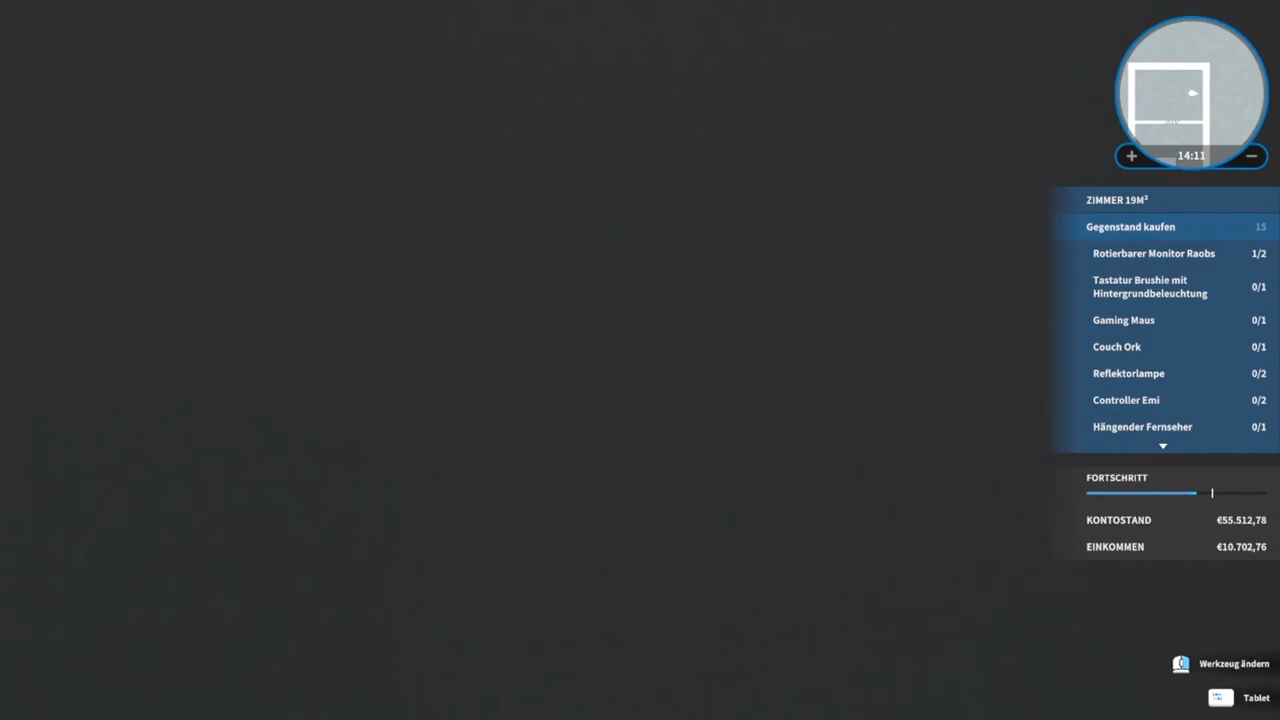 14:11
ZIMMER 19M²
Gegenstand kaufen 15
Rotierbarer Monitor Raobs 1/2
Tastatur Brushie mit
Hintergrundbeleuchtung 0/1
Gaming Maus 0/1
Couch Ork 0/1
Reflektorlampe 0/2
Controller Emi 0/2
Hängender Fernseher 0/1
FORTSCHRITT
KONTOSTAND €55.512,78
EINKOMMEN €10.702,76
Werkzeug ändern
Tablet